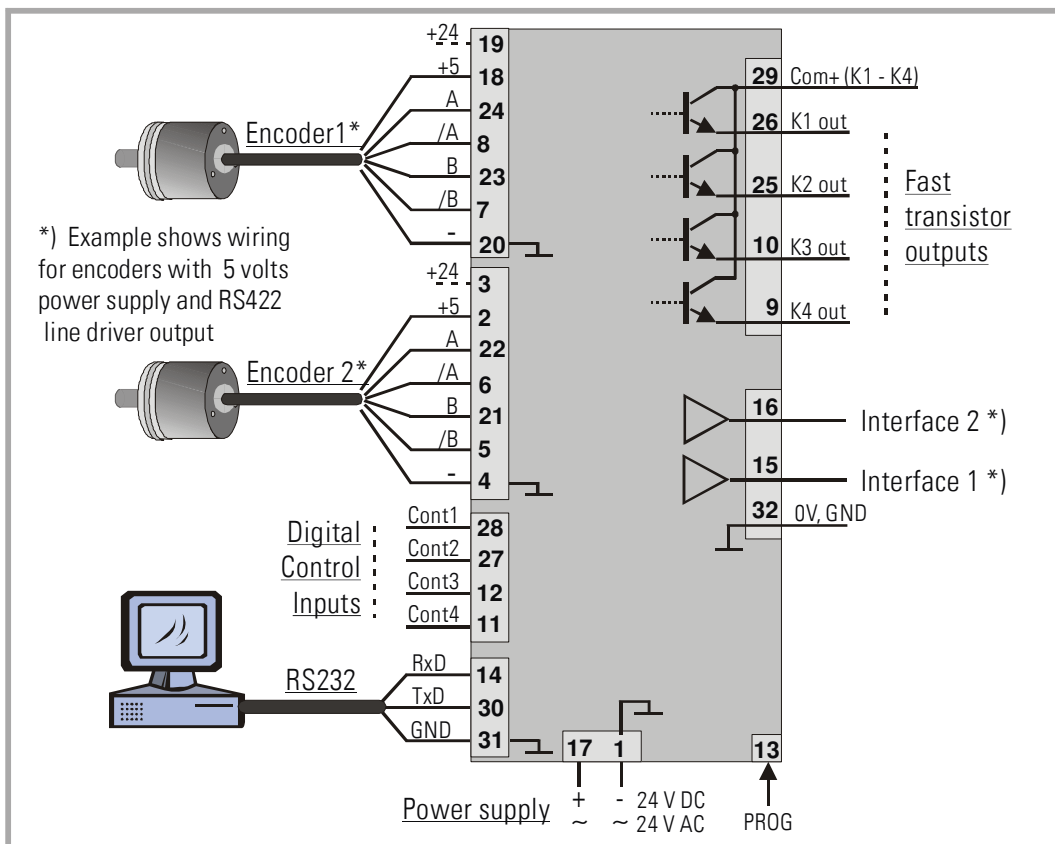 +24 19
+5 18
A 24
Encoder1*
/A 8
B 23
/B 7
- 20
*) Example shows wiring
for encoders with 5 volts
power supply and RS422
line driver output
+24 3
+5 2
A 22
Encoder 2*
/A 6
B 21
/B 5
- 4
Digital
Control
Inputs
Cont1 28
Cont2 27
Cont3 12
Cont4 11
RS232
RxD 14
TxD 30
GND 31
29 Com+ (K1 - K4)
26 K1 out
25 K2 out
10 K3 out
9 K4 out
Fast
transistor
outputs
16 Interface 2 *)
15 Interface 1 *)
32 0V, GND
17 1
Power supply
+ - 24 V DC
~ ~ 24 V AC
13
PROG